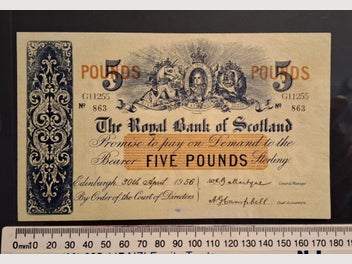 5 POUNDS POUNDS 5
G11255 G11255
No 863 No 863
The Royal Bank of Scotland
Promise to pay on Demand to the
Bearer FIVE POUNDS Sterling.
Edinburgh, 30th April 1956 W.R. Ballantyne General Manager
By Order of the Court of Directors. A.G. Campbell Chief Accountant
0mm10 20 30 40 50 60 70 80 90 100 110 120 130 140 150 160 170